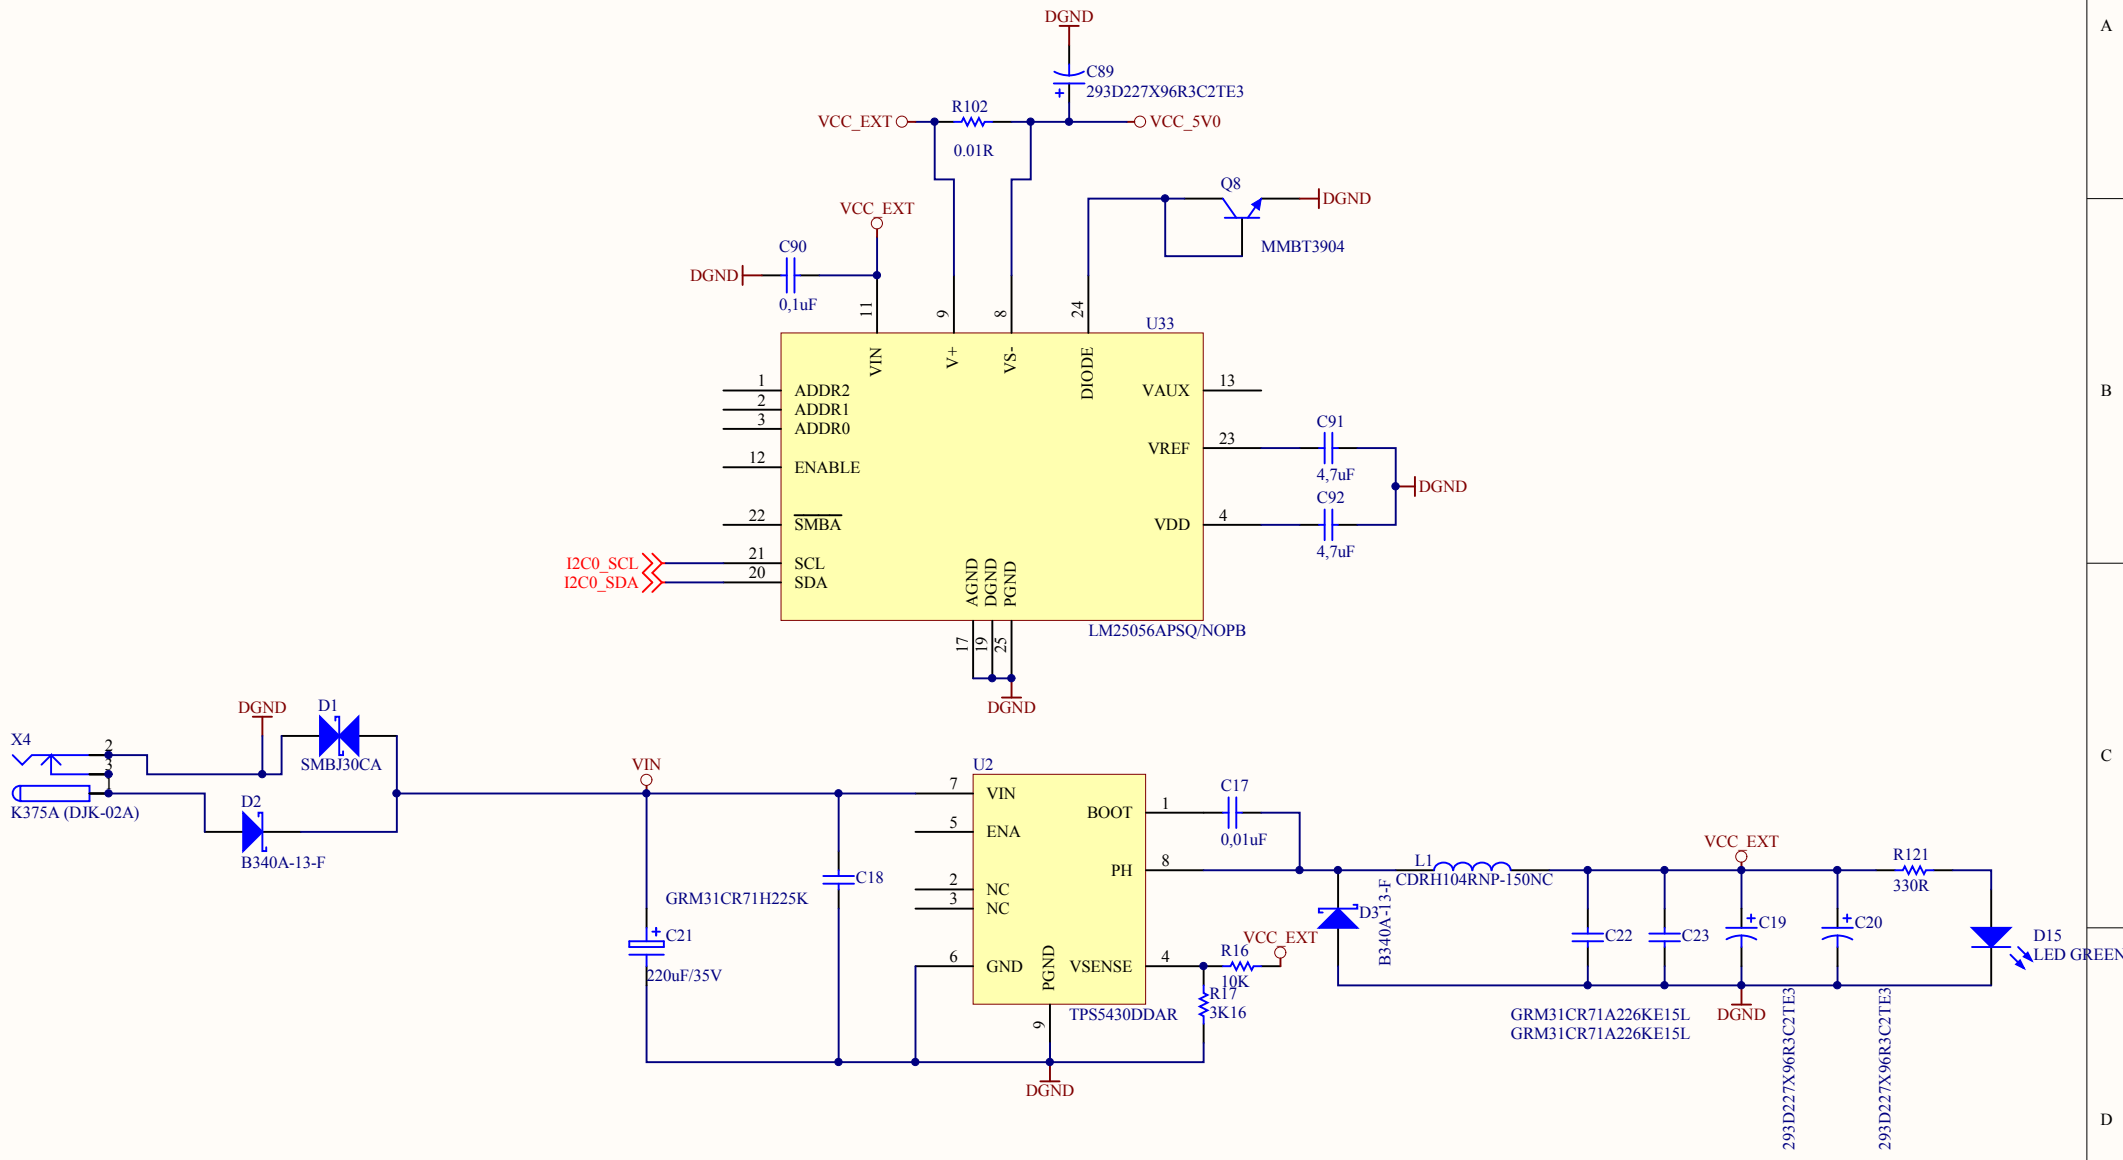 DGND
A
C89
293D227X96R3C2TE3
R102
VCC_EXT
VCC_5V0
0.01R
Q8
DGND
MMBT3904
VCC_EXT
C90
DGND
0,1uF
11
9
8
24
U33
VIN
V+
VS-
DIODE
1
ADDR2
2
ADDR1
3
ADDR0
12
ENABLE
22
SMBA
21
SCL
20
SDA
I2C0_SCL
I2C0_SDA
VAUX
13
VREF
23
VDD
4
C91
4,7uF
DGND
C92
4,7uF
B
AGND
DGND
PGND
17
19
25
LM25056APSQ/NOPB
DGND
X4
2
3
1
K375A (DJK-02A)
DGND
D1
SMBJ30CA
D2
B340A-13-F
VIN
C18
GRM31CR71H225K
C21
220uF/35V
U2
7
VIN
5
ENA
2
NC
3
NC
6
GND
PGND
9
BOOT
1
PH
8
VSENSE
4
TPS5430DDAR
DGND
C17
0,01uF
VCC_EXT
R16
10K
R17
3K16
D3
B340A-13-F
L1
CDRH104RNP-150NC
C22
C23
VCC_EXT
C19
C20
R121
330R
D15
LED GREEN
GRM31CR71A226KE15L
GRM31CR71A226KE15L
DGND
293D227X96R3C2TE3
293D227X96R3C2TE3
C
D